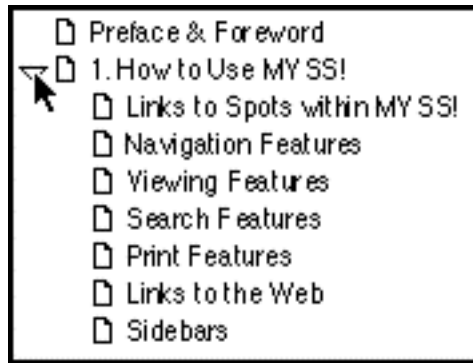 Preface & Foreword
1. How to Use MY SS!
Links to Spots within MY SS!
Navigation Features
Viewing Features
Search Features
Print Features
Links to the Web
Sidebars